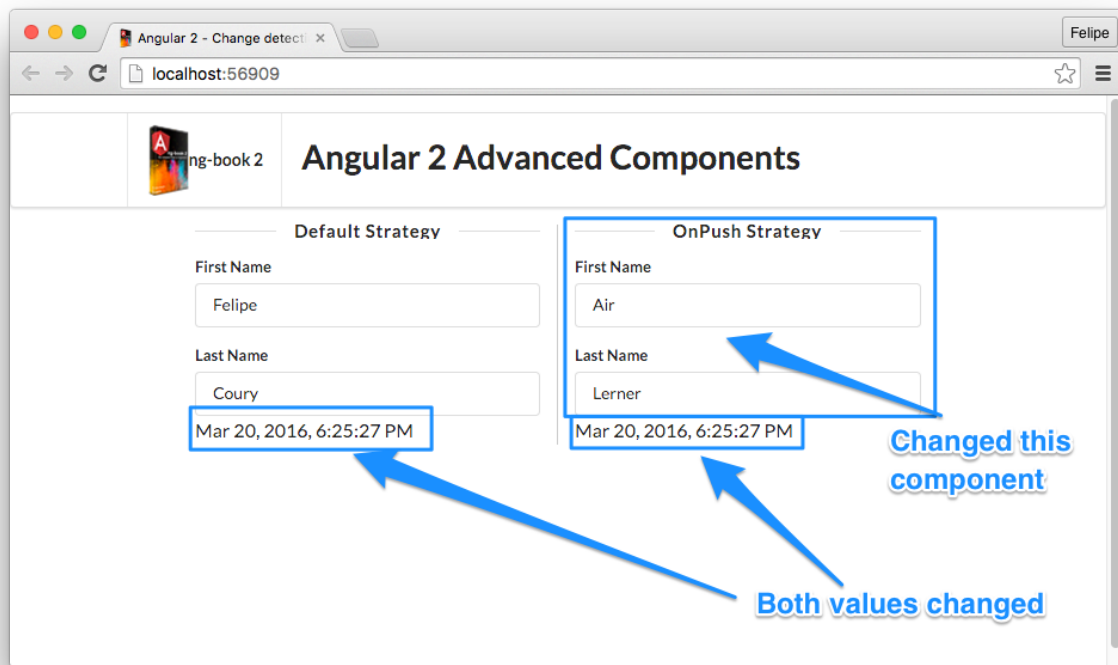 Angular 2 - Change detecti
Felipe
localhost:56909
ng-book 2
Angular 2 Advanced Components
Default Strategy
First Name
Felipe
Last Name
Coury
Mar 20, 2016, 6:25:27 PM
OnPush Strategy
First Name
Air
Last Name
Lerner
Mar 20, 2016, 6:25:27 PM
Changed this
component
Both values changed